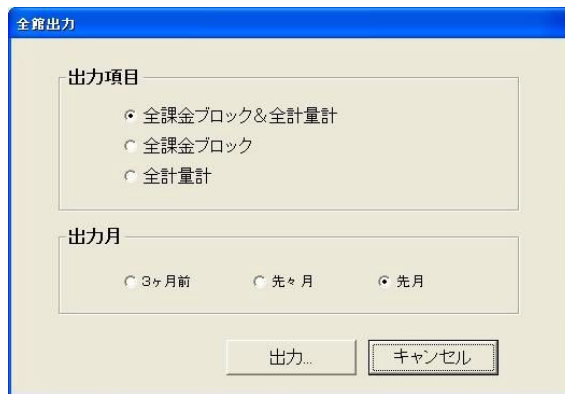 全館出力
出力項目
全課金ブロック&全計量計
全課金ブロック
全計量計
出力月
3ヶ月前 先々月 先月
出力... キャンセル